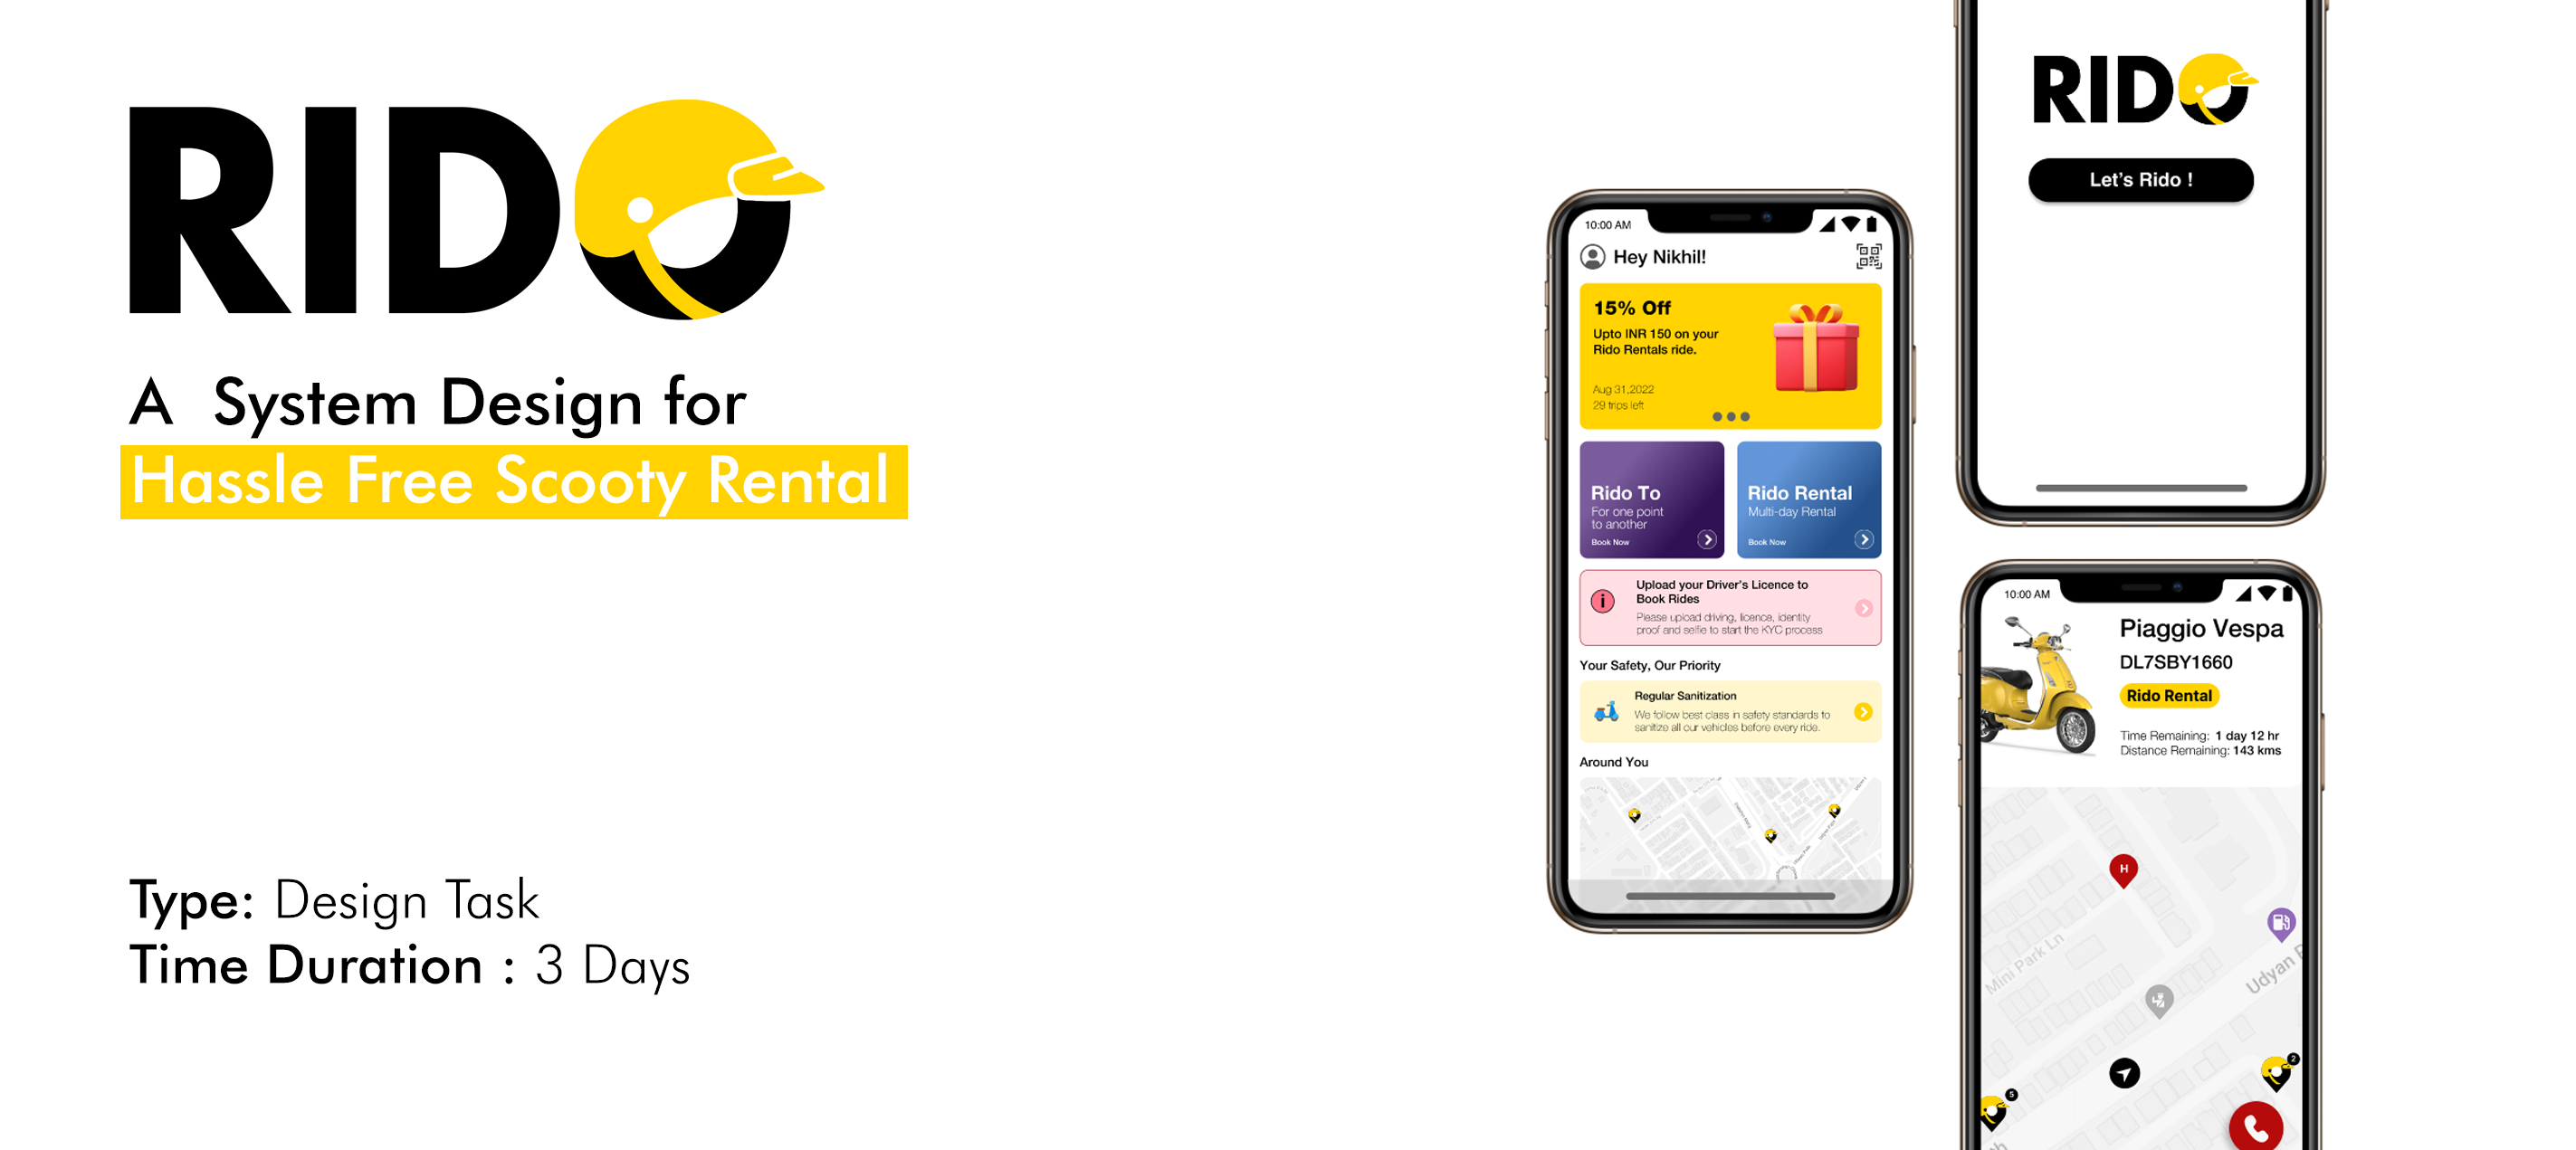 RIDO
A System Design for
Hassle Free Scooty Rental
Type: Design Task
Time Duration : 3 Days
10:00 AM
Hey Nikhil!
15% Off
Upto INR 150 on your
Rido Rentals ride.
Aug 31,2022
29 trips left
Rido To
For one point
to another
Book Now
Rido Rental
Multi-day Rental
Book Now
Upload your Driver's Licence to
Book Rides
Please upload driving, licence, identity
proof and selfie to start the KYC process
Your Safety, Our Priority
Regular Sanitization
We follow best class in safety standards to
sanitize all our vehicles before every ride.
Around You
RIDO
Let's Rido !
10:00 AM
Piaggio Vespa
DL7SBY1660
Rido Rental
Time Remaining: 1 day 12 hr
Distance Remaining: 143 kms
H
Mini Park Ln
Udyan
2
5